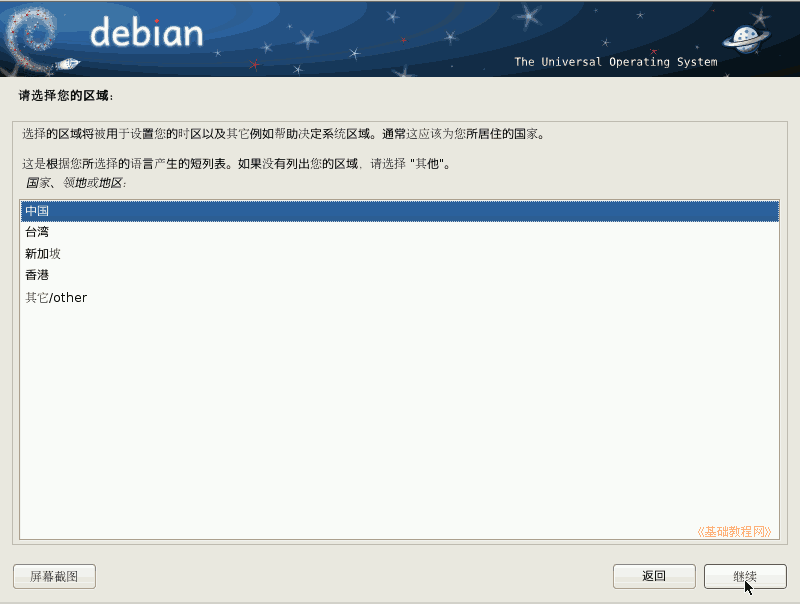 debian
The Universal Operating System
请选择您的区域:
选择的区域将被用于设置您的时区以及其它例如帮助决定系统区域。通常这应该为您所居住的国家。
这是根据您所选择的语言产生的短列表。如果没有列出您的区域，请选择 "其他"。
国家、领地或地区:
中国
台湾
新加坡
香港
其它/other
《基础教程网》
屏幕截图
返回
继续